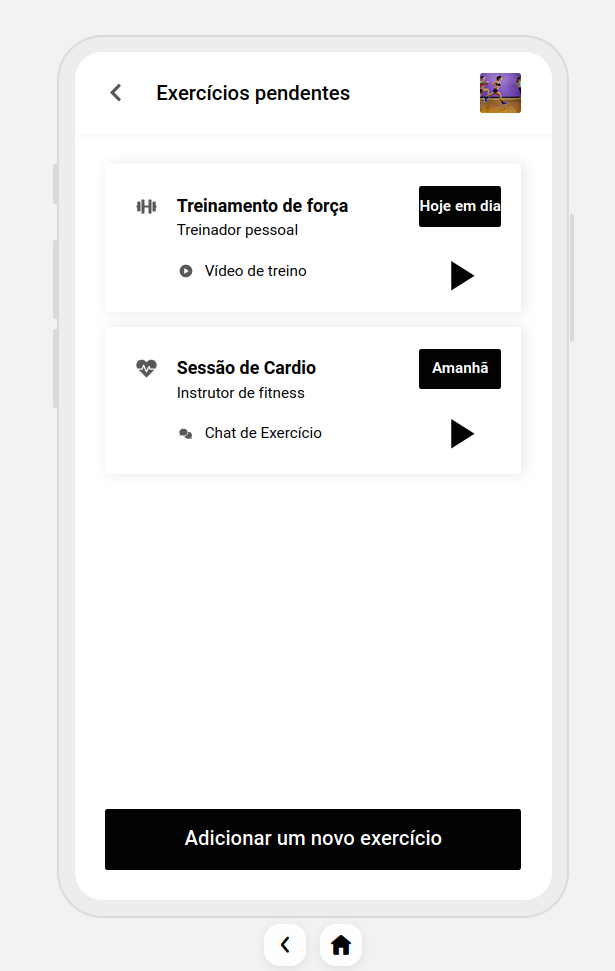 Exercícios pendentes
Treinamento de força
Hoje em dia
Treinador pessoal
Vídeo de treino
Sessão de Cardio
Amanhã
Instrutor de fitness
Chat de Exercício
Adicionar um novo exercício